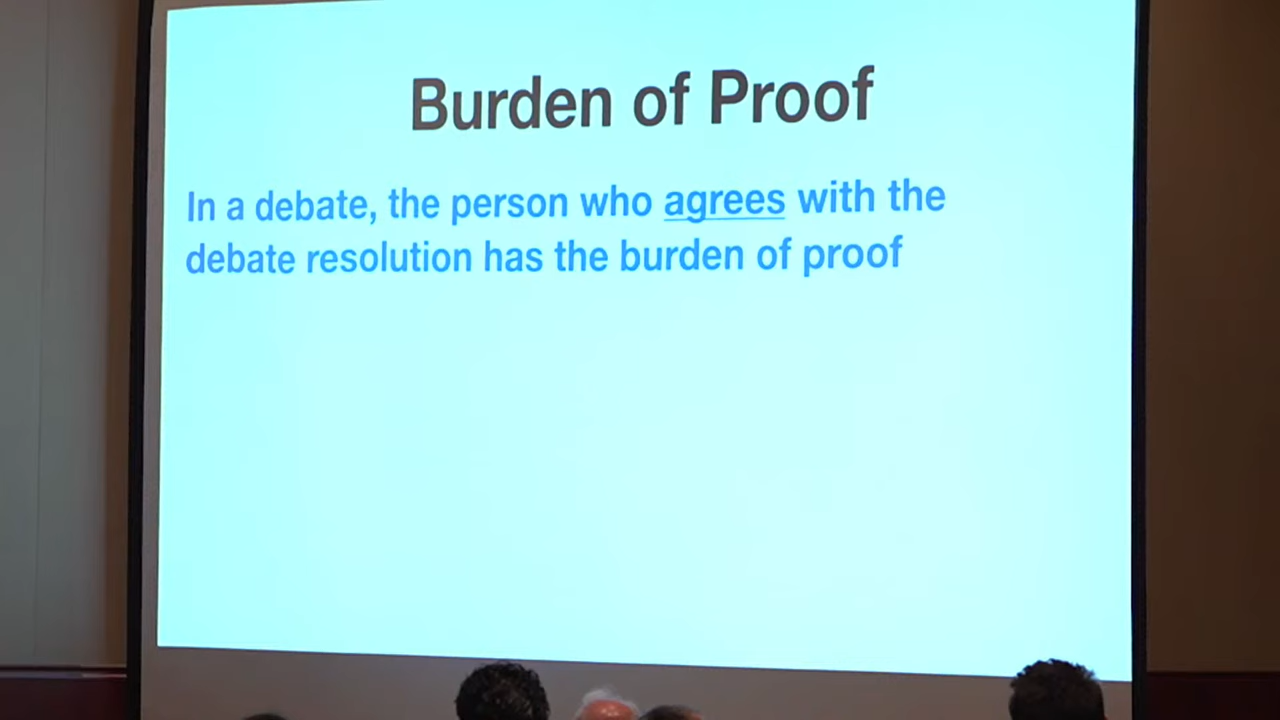 Burden of Proof
In a debate, the person who agrees with the
debate resolution has the burden of proof